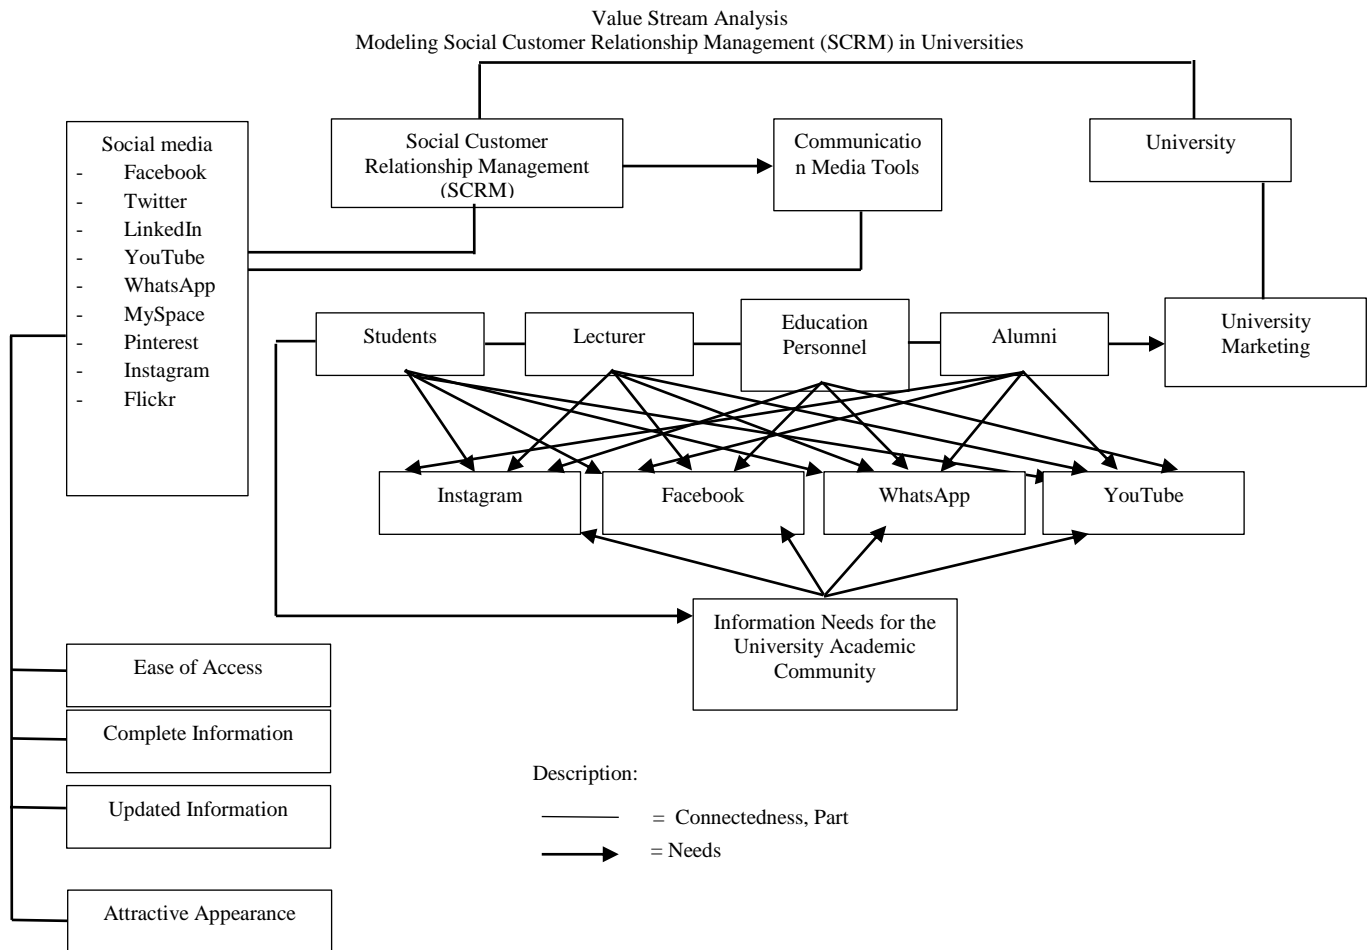 Value Stream Analysis
Modeling Social Customer Relationship Management (SCRM) in Universities
Social media
- Facebook
- Twitter
- LinkedIn
- YouTube
- WhatsApp
- MySpace
- Pinterest
- Instagram
- Flickr
Social Customer
Relationship Management
(SCRM)
Communicatio
n Media Tools
University
Students
Lecturer
Education
Personnel
Alumni
University
Marketing
Instagram
Facebook
WhatsApp
YouTube
Information Needs for the
University Academic
Community
Ease of Access
Complete Information
Updated Information
Attractive Appearance
Description:
= Connectedness, Part
= Needs